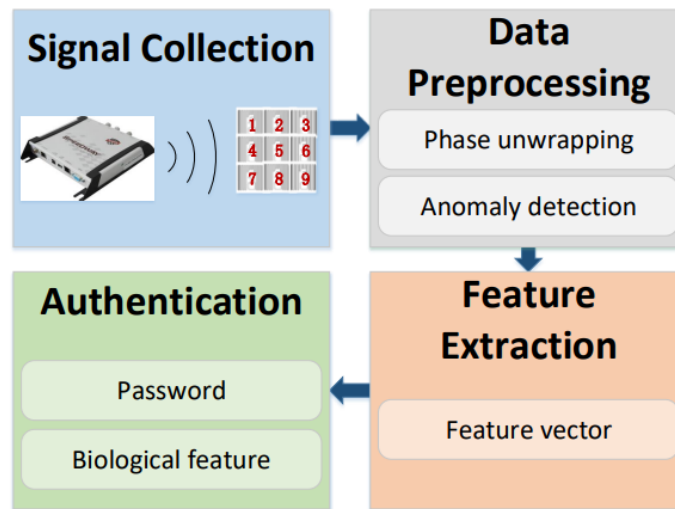 Signal Collection
1 2 3
4 5 6
7 8 9
Data
Preprocessing
Phase unwrapping
Anomaly detection
Feature
Extraction
Feature vector
Authentication
Password
Biological feature